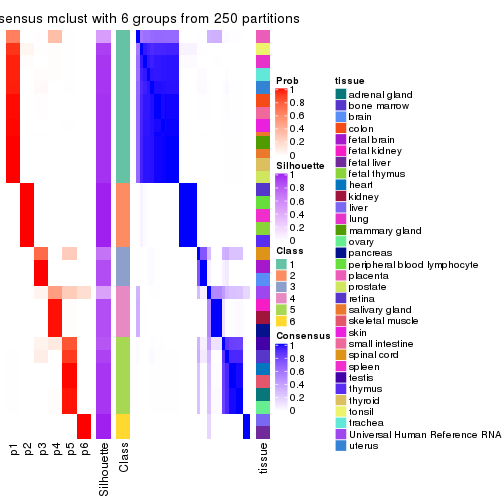 sensus mclust with 6 groups from 250 partitions
Prob
1
0.8
0.6
0.4
0.2
0
Silhouette
1
0.8
0.6
0.4
0.2
0
Class
1
2
3
4
5
6
Consensus
1
0.8
0.6
0.4
0.2
0
tissue
adrenal gland
bone marrow
brain
colon
fetal brain
fetal kidney
fetal liver
fetal thymus
heart
kidney
liver
lung
mammary gland
ovary
pancreas
peripheral blood lymphocyte
placenta
prostate
retina
salivary gland
skeletal muscle
skin
small intestine
spinal cord
spleen
testis
thymus
thyroid
tonsil
trachea
Universal Human Reference RNA
uterus
p1
p2
p3
p4
p5
p6
Silhouette
Class
tissue